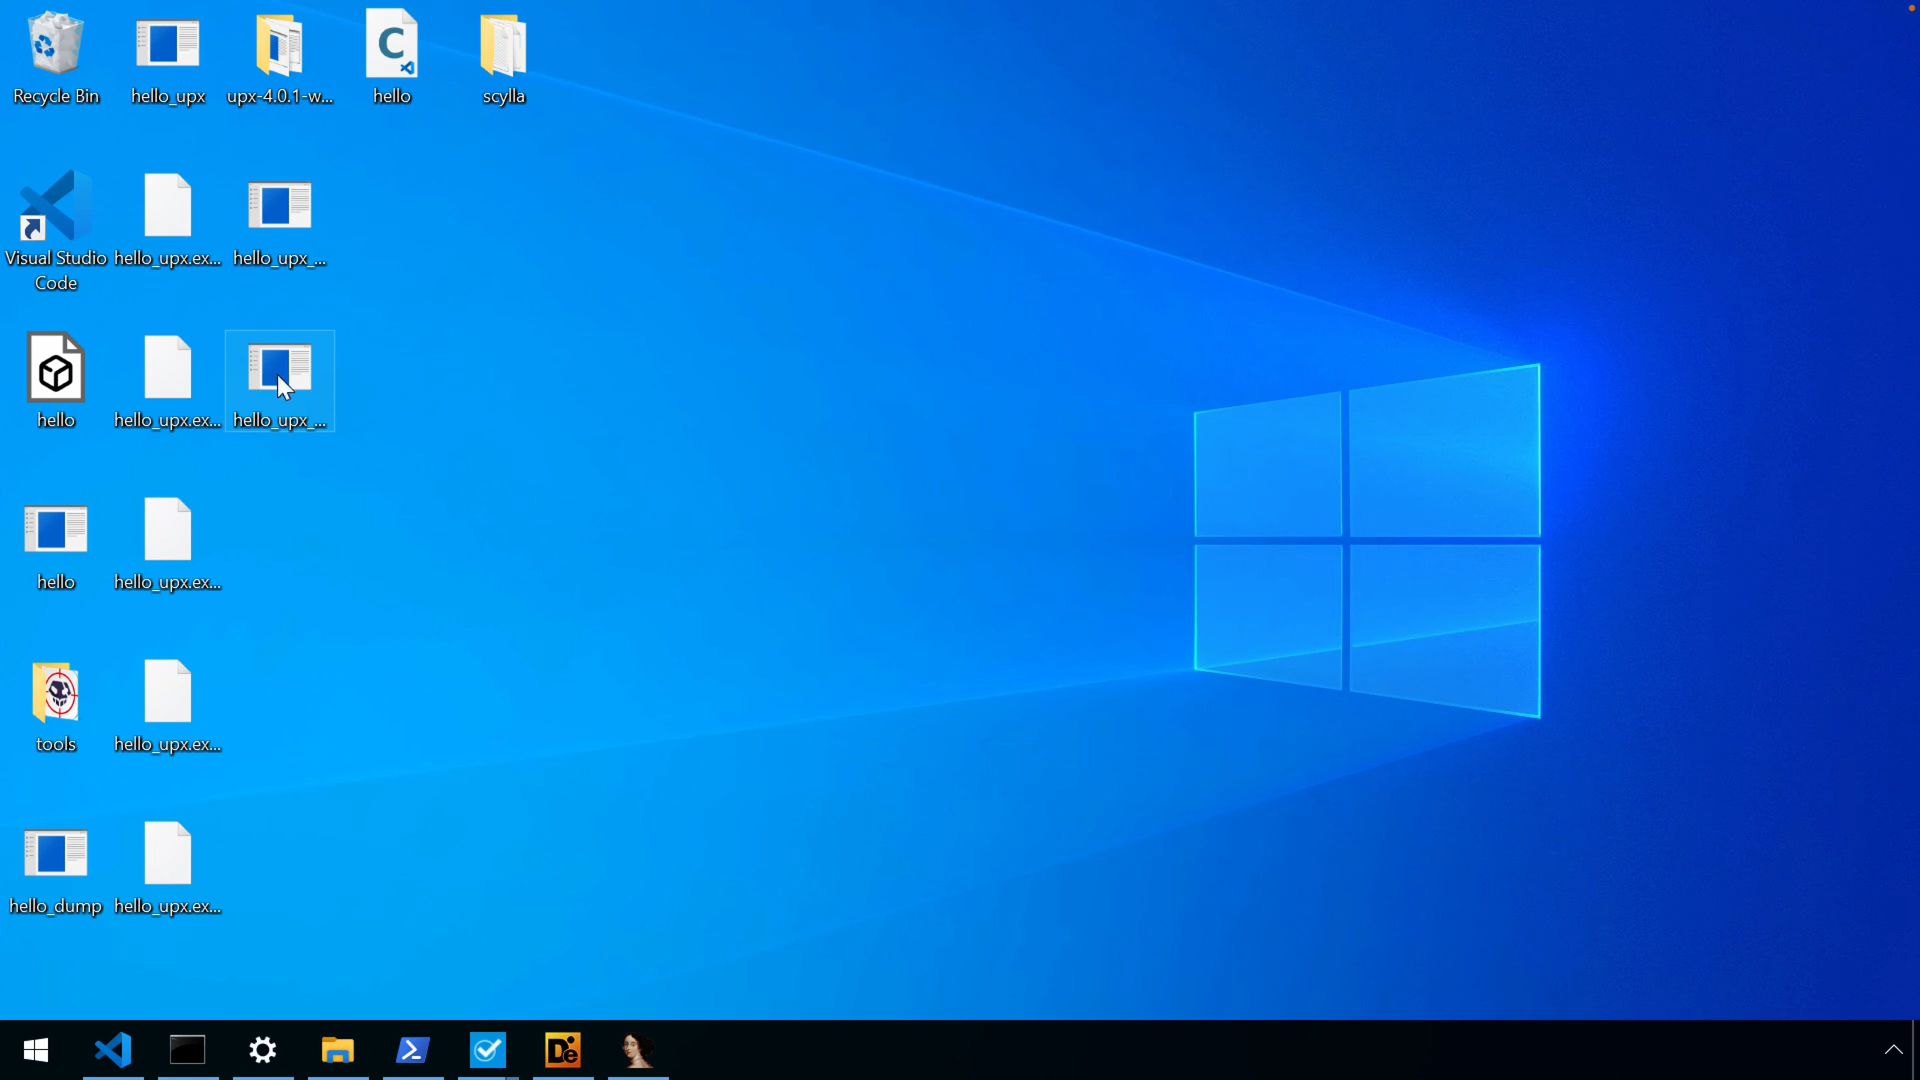 Recycle Bin
hello_upx
upx-4.0.1-w...
hello
scylla
Visual Studio
Code
hello_upx.ex...
hello_upx_...
hello
hello_upx.ex...
hello_upx_...
hello
hello_upx.ex...
tools
hello_upx.ex...
hello_dump
hello_upx.ex...